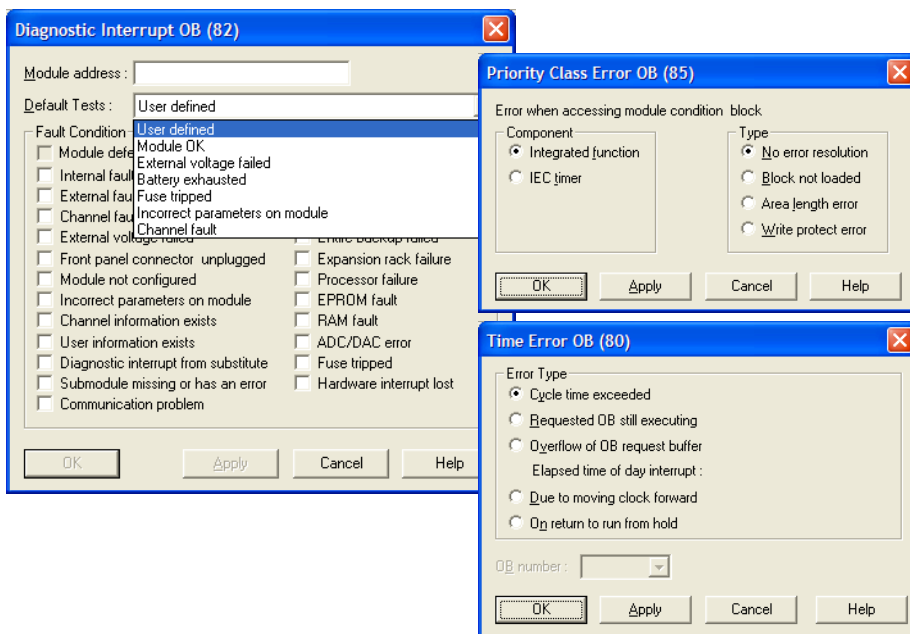 Diagnostic Interrupt OB (82)
Module address :
Default Tests : User defined
User defined
Module OK
External voltage failed
Battery exhausted
Fuse tripped
Incorrect parameters on module
Channel fault
Fault Condition
Module defe
Internal faul
External fau
Channel fau
External voltage failed
Entire backup failed
Front panel connector unplugged
Expansion rack failure
Module not configured
Processor failure
Incorrect parameters on module
EPROM fault
Channel information exists
RAM fault
User information exists
ADC/DAC error
Diagnostic interrupt from substitute
Fuse tripped
Submodule missing or has an error
Hardware interrupt lost
Communication problem
OK
Apply
Cancel
Help
Priority Class Error OB (85)
Error when accessing module condition block
Component
Integrated function
IEC timer
Type
No error resolution
Block not loaded
Area length error
Write protect error
OK
Apply
Cancel
Help
Time Error OB (80)
Error Type
Cycle time exceeded
Requested OB still executing
Overflow of OB request buffer
Elapsed time of day interrupt :
Due to moving clock forward
On return to run from hold
OB number :
OK
Apply
Cancel
Help